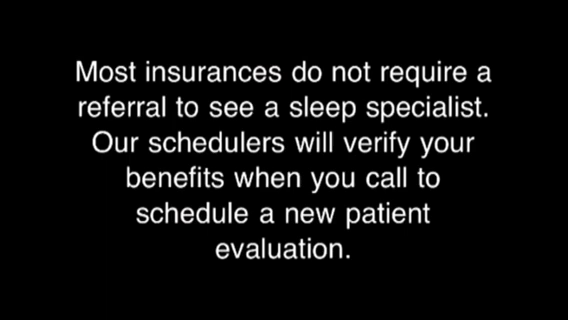 Most insurances do not require a
referral to see a sleep specialist.
Our schedulers will verify your
benefits when you call to
schedule a new patient
evaluation.